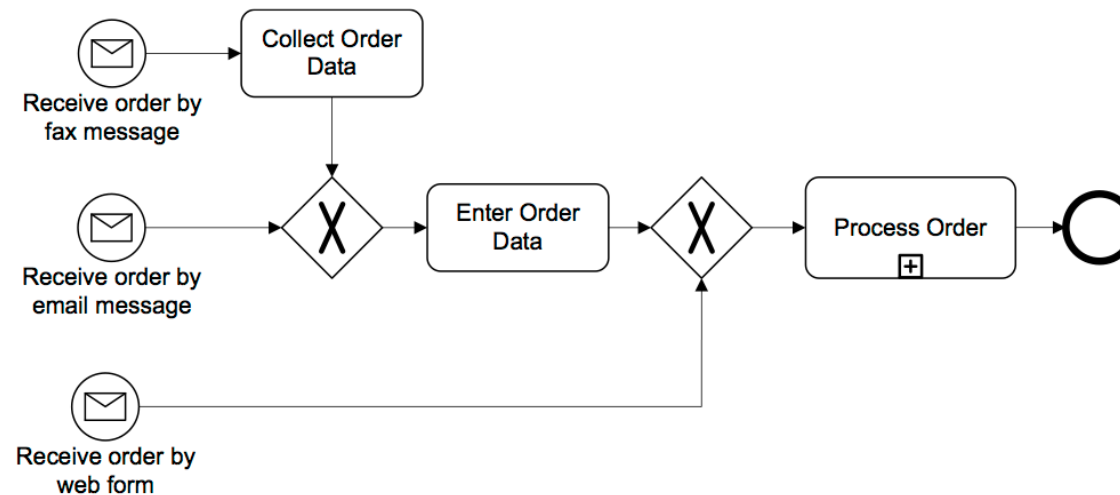 Collect Order
Data
Receive order by
fax message
Enter Order
Data
Process Order
Receive order by
email message
Receive order by
web form